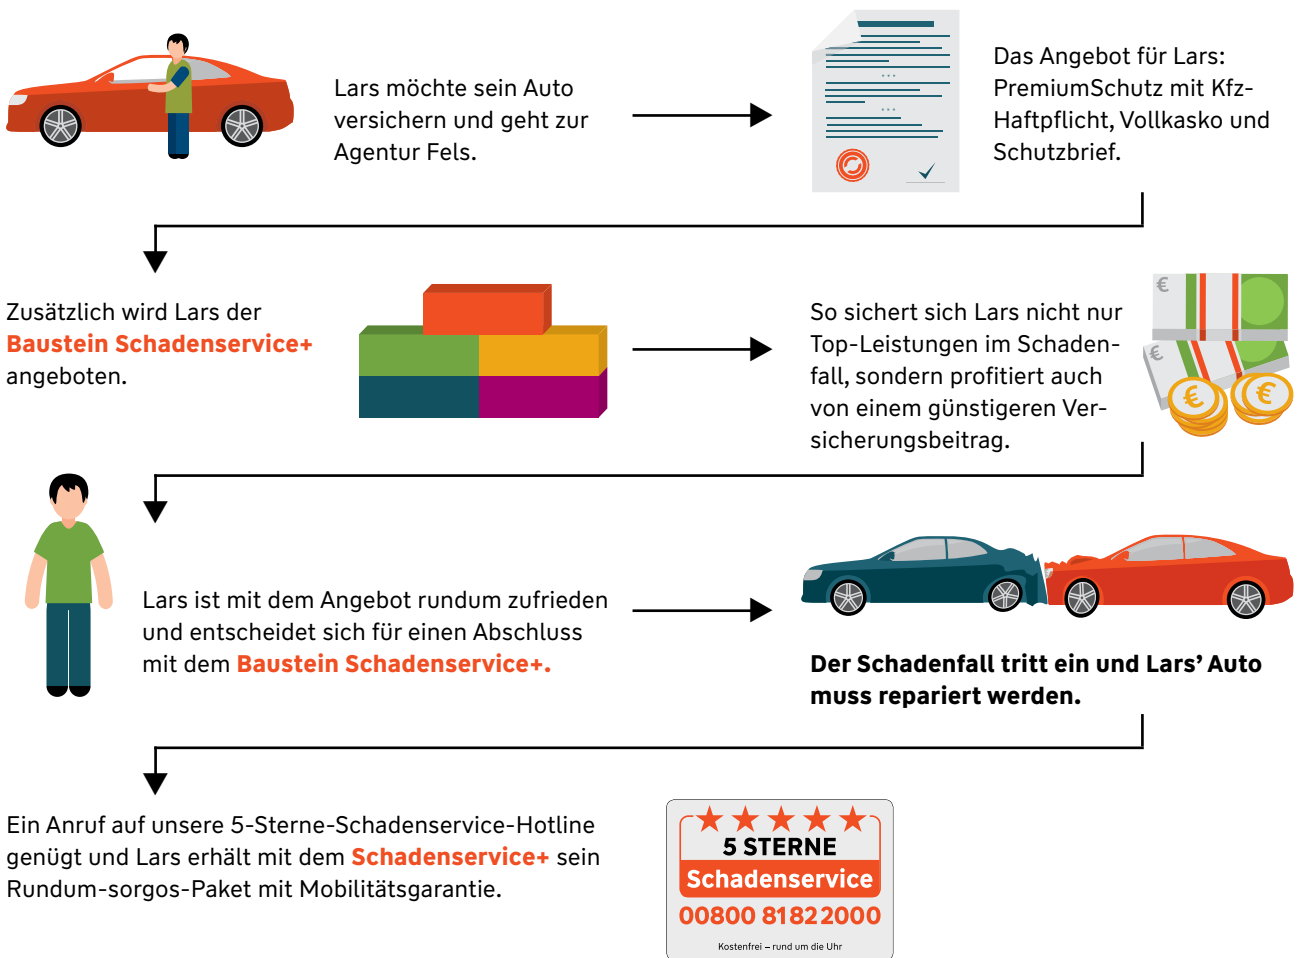 Lars möchte sein Auto
versichern und geht zur
Agentur Fels.
Das Angebot für Lars:
PremiumSchutz mit Kfz-
Haftpflicht, Vollkasko und
Schutzbrief.
Zusätzlich wird Lars der
Baustein Schadenservice+
angeboten.
So sichert sich Lars nicht nur
Top-Leistungen im Schaden-
fall, sondern profitiert auch
von einem günstigeren Ver-
sicherungsbeitrag.
€
€
€
€
Lars ist mit dem Angebot rundum zufrieden
und entscheidet sich für einen Abschluss
mit dem Baustein Schadenservice+.
Der Schadenfall tritt ein und Lars’ Auto
muss repariert werden.
Ein Anruf auf unsere 5-Sterne-Schadenservice-Hotline
genügt und Lars erhält mit dem Schadenservice+ sein
Rundum-sorgos-Paket mit Mobilitätsgarantie.
5 STERNE
Schadenservice
00800 81822000
Kostenfrei – rund um die Uhr